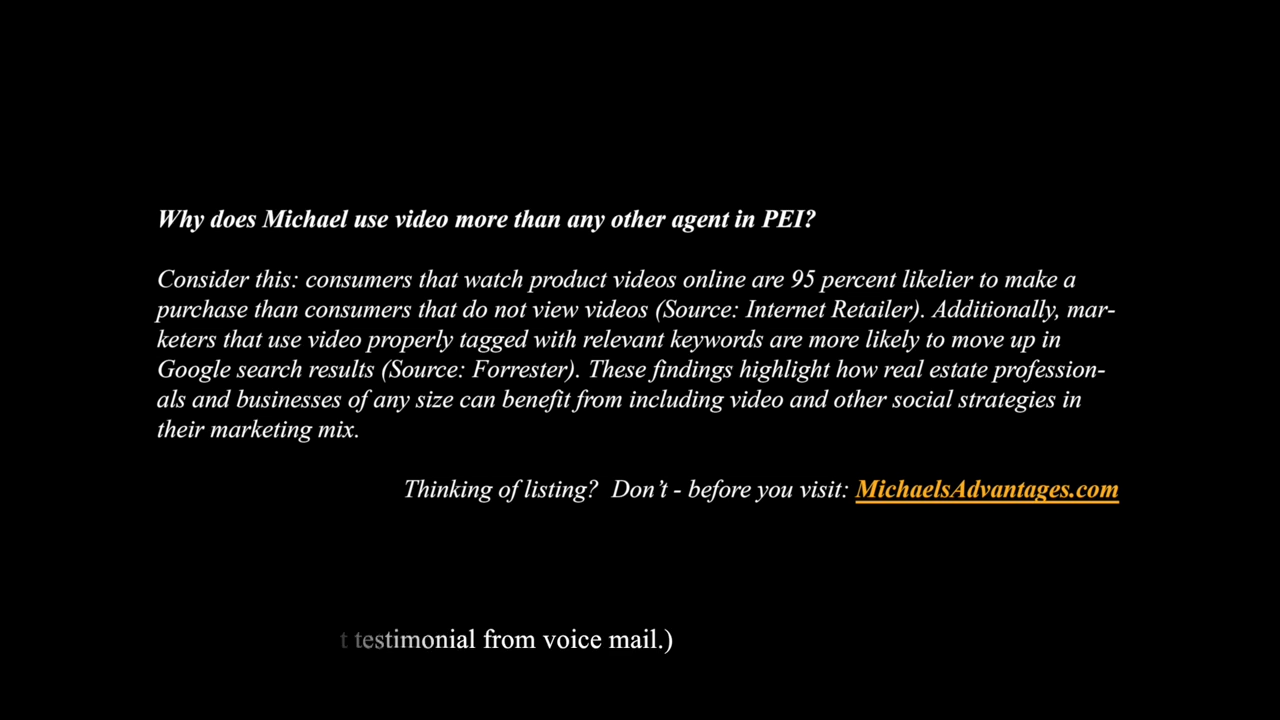 Why does Michael use video more than any other agent in PEI?
Consider this: consumers that watch product videos online are 95 percent likelier to make a
purchase than consumers that do not view videos (Source: Internet Retailer). Additionally, mar-
keters that use video properly tagged with relevant keywords are more likely to move up in
Google search results (Source: Forrester). These findings highlight how real estate profession-
als and businesses of any size can benefit from including video and other social strategies in
their marketing mix.
Thinking of listing?  Don’t - before you visit: MichaelsAdvantages.com
t testimonial from voice mail.)